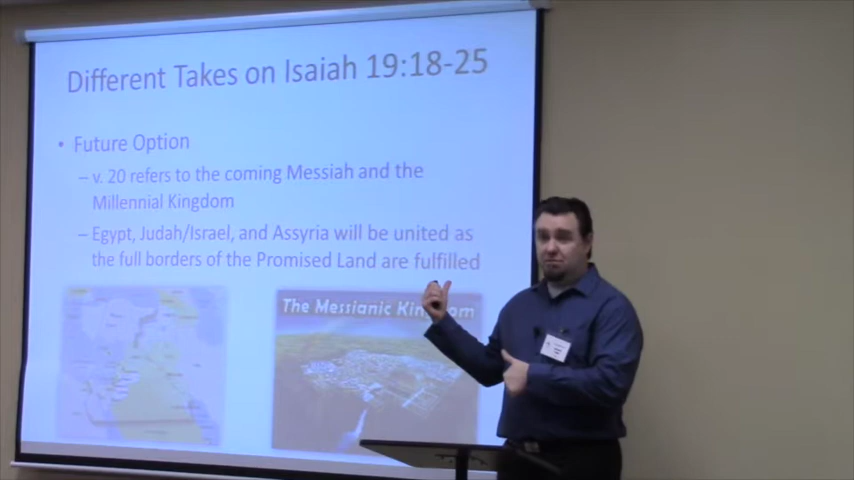 Different Takes on Isaiah 19:18-25
• Future Option
– v. 20 refers to the coming Messiah and the
Millennial Kingdom
– Egypt, Judah/Israel, and Assyria will be united as
the full borders of the Promised Land are fulfilled
The Messianic Kingdom